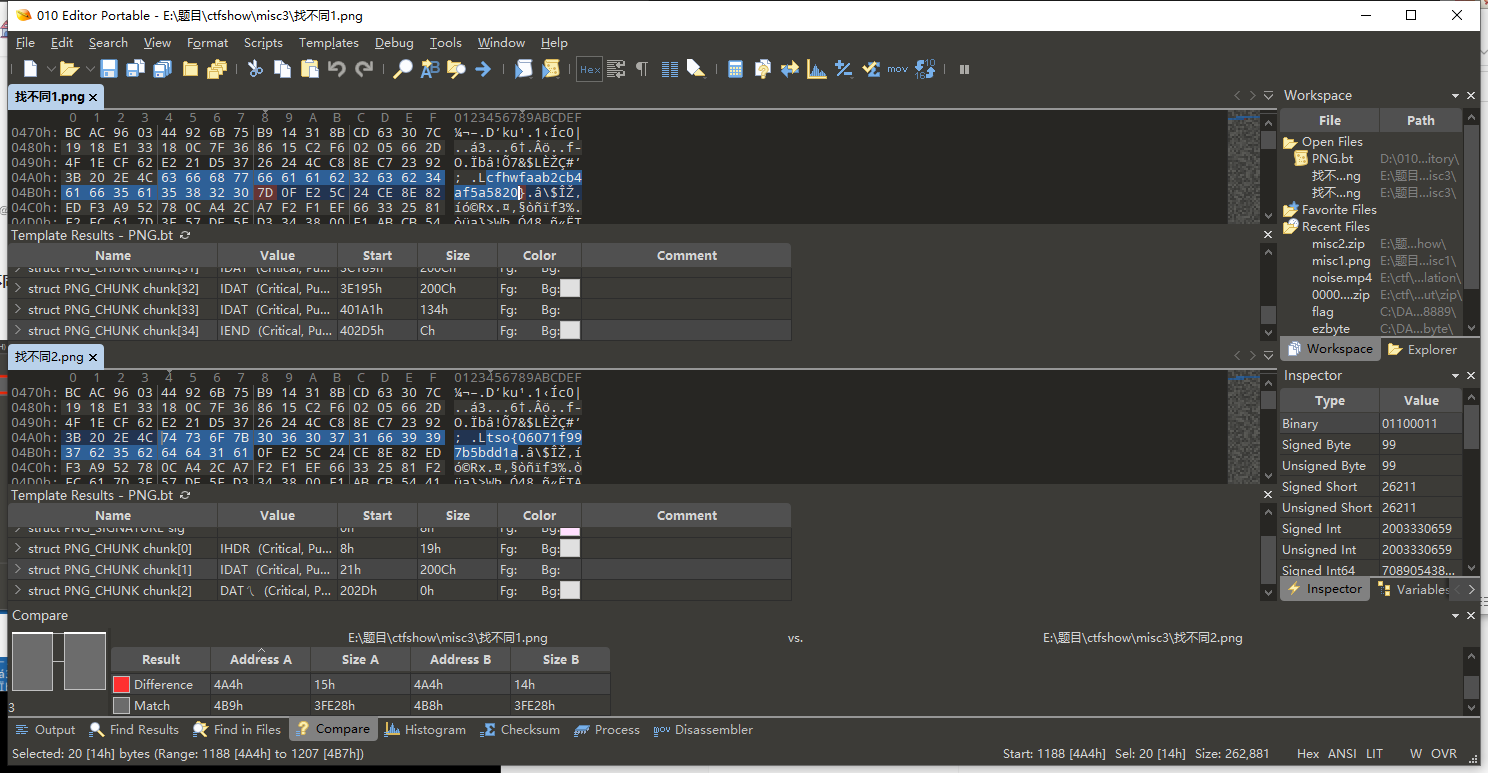 010 Editor Portable - E:\题目\ctfshow\misc3\找不同1.png
File Edit Search View Format Scripts Templates Debug Tools Window Help
Hex
mov
找不同1.png
0 1 2 3 4 5 6 7 8 9 A B C D E F 0123456789ABCDEF
0470h: BC AC 96 03 44 92 6B 75 B9 14 31 8B CD 63 30 7C ¼¬–.D’ku¹.1‹Íc0|
0480h: 19 18 E1 33 18 0C 7F 36 86 15 C2 F6 02 05 66 2D ..á3...6†.Âö..f-
0490h: 4F 1E CF 62 E2 21 D5 37 26 24 4C C8 8E C7 23 92 O.Ïbâ!Õ7&$LÈŽÇ#’
04A0h: 3B 20 2E 4C 63 66 68 77 66 61 61 62 32 63 62 34 ; .Lcfhwfaab2cb4
04B0h: 61 66 35 61 35 38 32 30 7D 0F E2 5C 24 CE 8E 82 af5a5820}.â\$ÎŽ‚
04C0h: ED F3 A9 52 78 0C A4 2C A7 F2 F1 EF 66 33 25 81 íó©Rx.¤,§òñïf3%.
Template Results - PNG.bt
Name Value Start Size Color Comment
struct PNG_CHUNK chunk[31] IDAT (Critical, Pu... 3C189h 200Ch Fg: Bg:
struct PNG_CHUNK chunk[32] IDAT (Critical, Pu... 3E195h 200Ch Fg: Bg:
struct PNG_CHUNK chunk[33] IDAT (Critical, Pu... 401A1h 134h Fg: Bg:
struct PNG_CHUNK chunk[34] IEND (Critical, Pu... 402D5h Ch Fg: Bg:
找不同2.png
0 1 2 3 4 5 6 7 8 9 A B C D E F 0123456789ABCDEF
0470h: BC AC 96 03 44 92 6B 75 B9 14 31 8B CD 63 30 7C ¼¬–.D’ku¹.1‹Íc0|
0480h: 19 18 E1 33 18 0C 7F 36 86 15 C2 F6 02 05 66 2D ..á3...6†.Âö..f-
0490h: 4F 1E CF 62 E2 21 D5 37 26 24 4C C8 8E C7 23 92 O.Ïbâ!Õ7&$LÈŽÇ#’
04A0h: 3B 20 2E 4C 74 73 6F 7B 30 36 30 37 31 66 39 39 ; .Ltso{06071f99
04B0h: 37 62 35 62 64 64 31 61 0F E2 5C 24 CE 8E 82 ED 7b5bdd1a.â\$ÎŽ‚í
04C0h: F3 A9 52 78 0C A4 2C A7 F2 F1 EF 66 33 25 81 F2 ó©Rx.¤,§òñïf3%.ò
Template Results - PNG.bt
Name Value Start Size Color Comment
struct PNG_SIGNATURE sig 0h 8h Fg: Bg:
struct PNG_CHUNK chunk[0] IHDR (Critical, Pu... 8h 19h Fg: Bg:
struct PNG_CHUNK chunk[1] IDAT (Critical, Pu... 21h 200Ch Fg: Bg:
struct PNG_CHUNK chunk[2] (Critical, P... 202Dh 0h Fg: Bg:
Compare
E:\题目\ctfshow\misc3\找不同1.png vs. E:\题目\ctfshow\misc3\找不同2.png
Result Address A Size A Address B Size B
Difference 4A4h 15h 4A4h 14h
Match 4B9h 3FE28h 4B8h 3FE28h
3
Output Find Results Find in Files Compare Histogram Checksum Process Disassembler
Selected: 20 [14h] bytes (Range: 1188 [4A4h] to 1207 [4B7h])
Start: 1188 [4A4h] Sel: 20 [14h] Size: 262,881 Hex ANSI LIT W OVR
Workspace
File Path
Open Files
PNG.bt D:\010...itory\
找不...ng E:\题...isc3\
找不...ng E:\题...isc3\
Favorite Files
Recent Files
misc2.zip E:\题...how\
misc1.png E:\题目...isc1\
noise.mp4 E:\ctf\...lation\
0000....zip E:\ct...ut\zip\
flag C:\DA...8889\
ezbyte C:\DA...byte\
Workspace Explorer
Inspector
Type Value
Binary 01100011
Signed Byte 99
Unsigned Byte 99
Signed Short 26211
Unsigned Short 26211
Signed Int 2003330659
Unsigned Int 2003330659
Signed Int64 708905438...
Inspector Variables